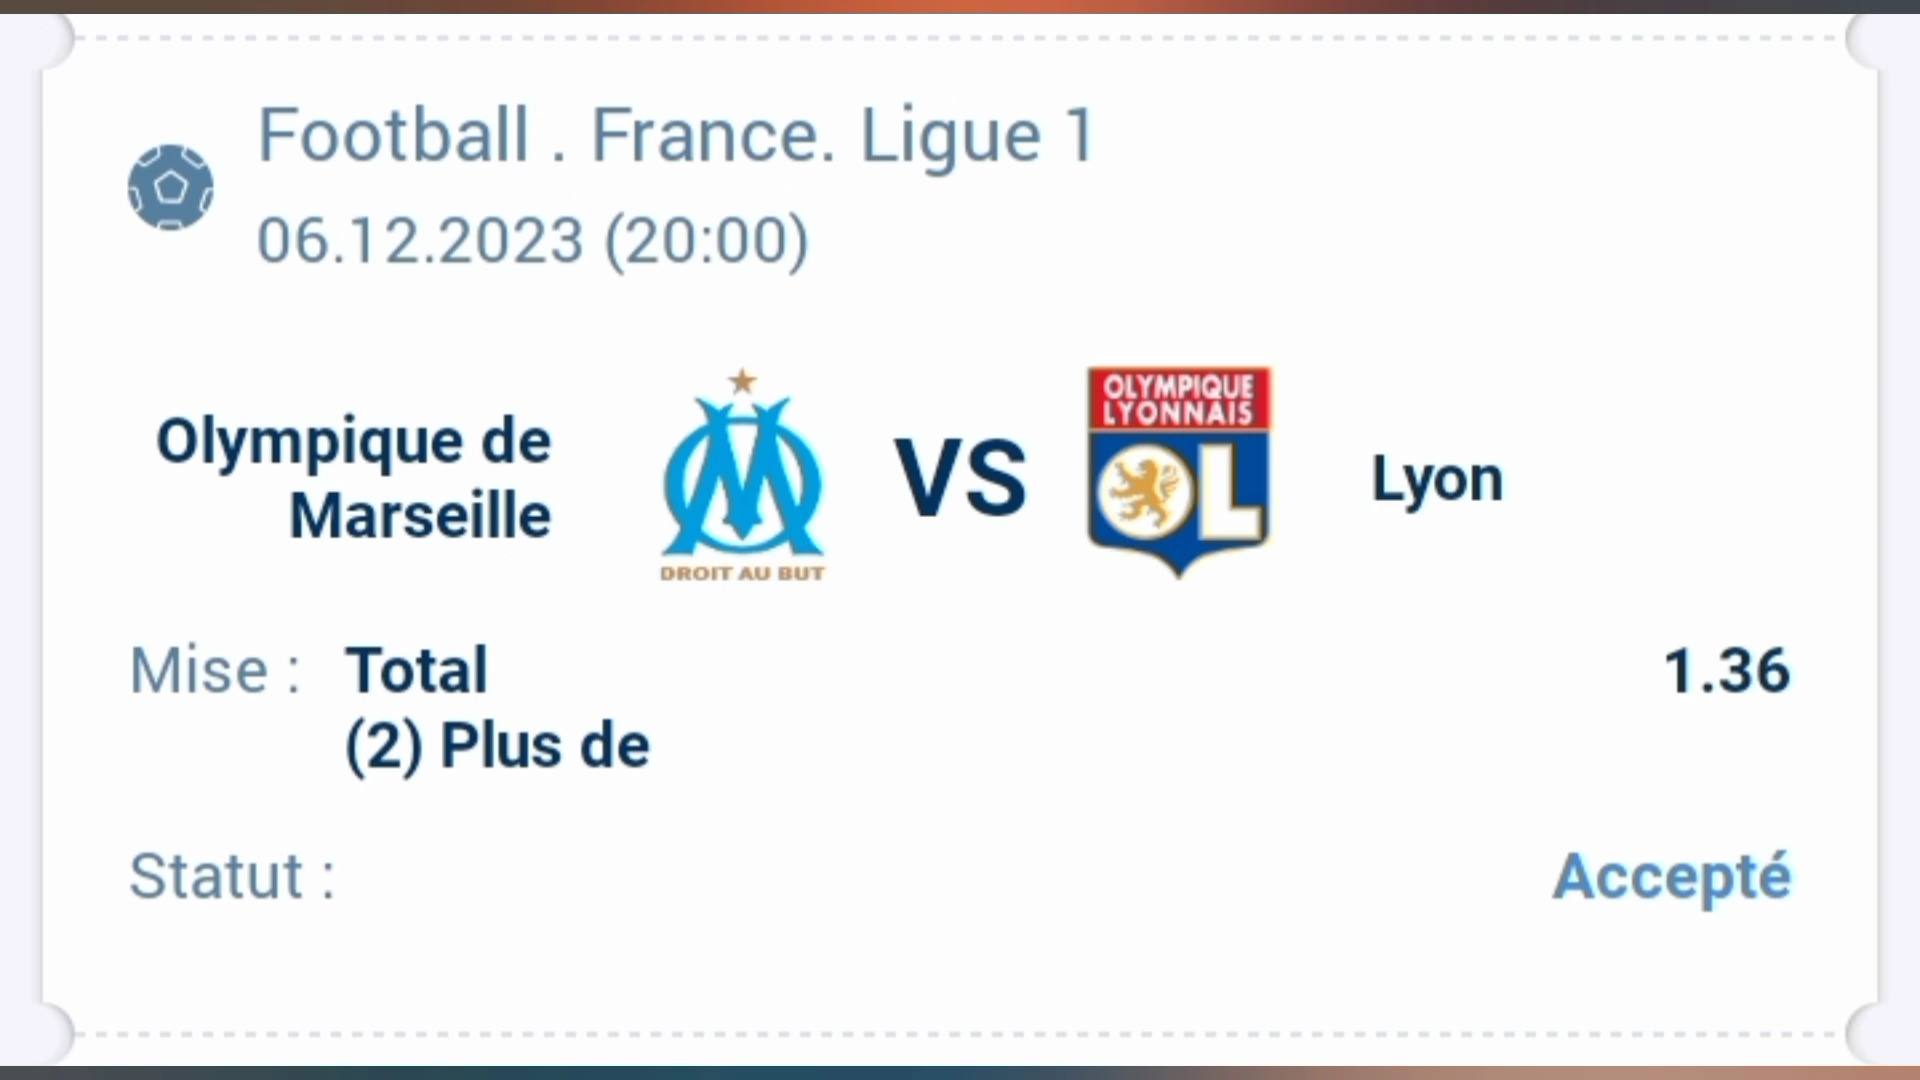 Football . France. Ligue 1
06.12.2023 (20:00)
Olympique de
Marseille
DROIT AU BUT
VS
OLYMPIQUE
LYONNAIS
OL
Lyon
Mise : Total 1.36
(2) Plus de
Statut : Accepté